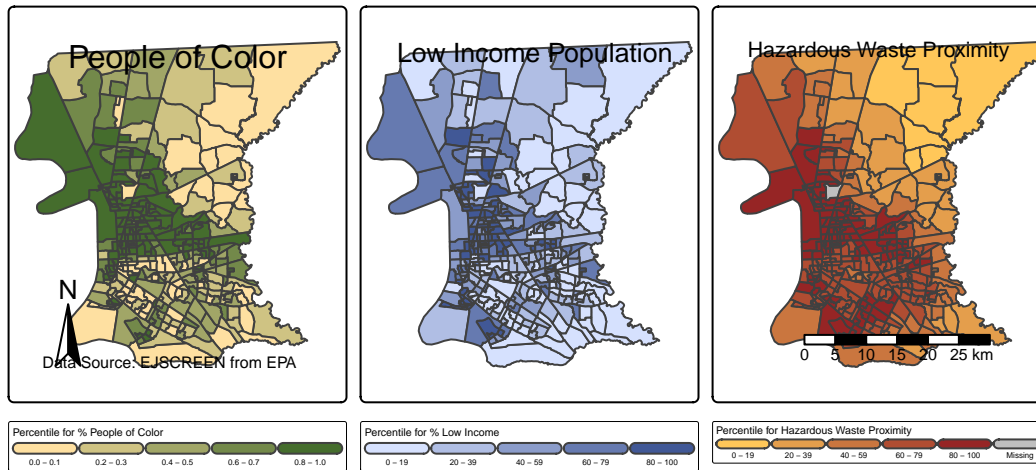 People of Color
N
Data Source: EJSCREEN from EPA
Percentile for % People of Color
0.0 – 0.1 0.2 – 0.3 0.4 – 0.5 0.6 – 0.7 0.8 – 1.0
Low Income Population
Percentile for % Low Income
0 – 19 20 – 39 40 – 59 60 – 79 80 – 100
Hazardous Waste Proximity
0 5 10 15 20 25 km
Percentile for Hazardous Waste Proximity
0 – 19 20 – 39 40 – 59 60 – 79 80 – 100 Missing